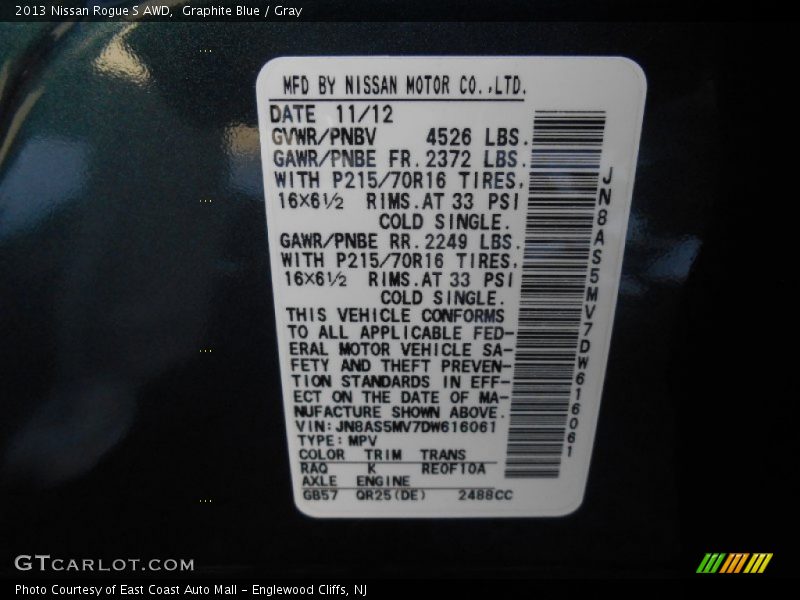 2013 Nissan Rogue S AWD,  Graphite Blue / Gray
MFD BY NISSAN MOTOR CO.,LTD.
DATE 11/12
GVWR/PNBV 4526 LBS.
GAWR/PNBE FR. 2372 LBS.
WITH P215/70R16 TIRES,
16×6½ RIMS.AT 33 PSI
COLD SINGLE.
GAWR/PNBE RR. 2249 LBS.
WITH P215/70R16 TIRES,
16×6½ RIMS.AT 33 PSI
COLD SINGLE.
THIS VEHICLE CONFORMS
TO ALL APPLICABLE FED-
ERAL MOTOR VEHICLE SA-
FETY AND THEFT PREVEN-
TION STANDARDS IN EFF-
ECT ON THE DATE OF MA-
NUFACTURE SHOWN ABOVE.
VIN:JN8AS5MV7DW616061
TYPE:MPV
COLOR TRIM TRANS
RAQ K RE0F10A
AXLE ENGINE
GB57 QR25(DE) 2488CC
JN8AS5MV7DW616061
GTCARLOT.COM
Photo Courtesy of East Coast Auto Mall - Englewood Cliffs, NJ